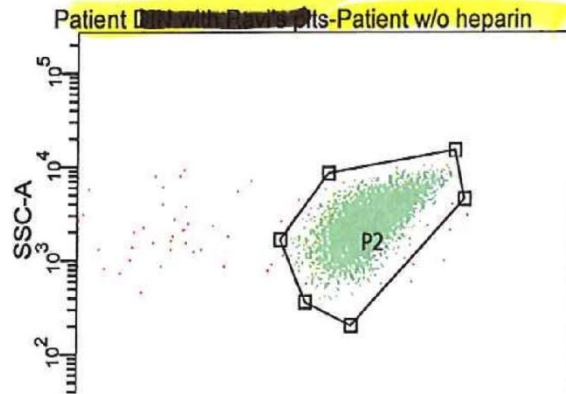 Patient plts-Patient w/o heparin
10⁵
10⁴
10³
10²
SSC-A
P2